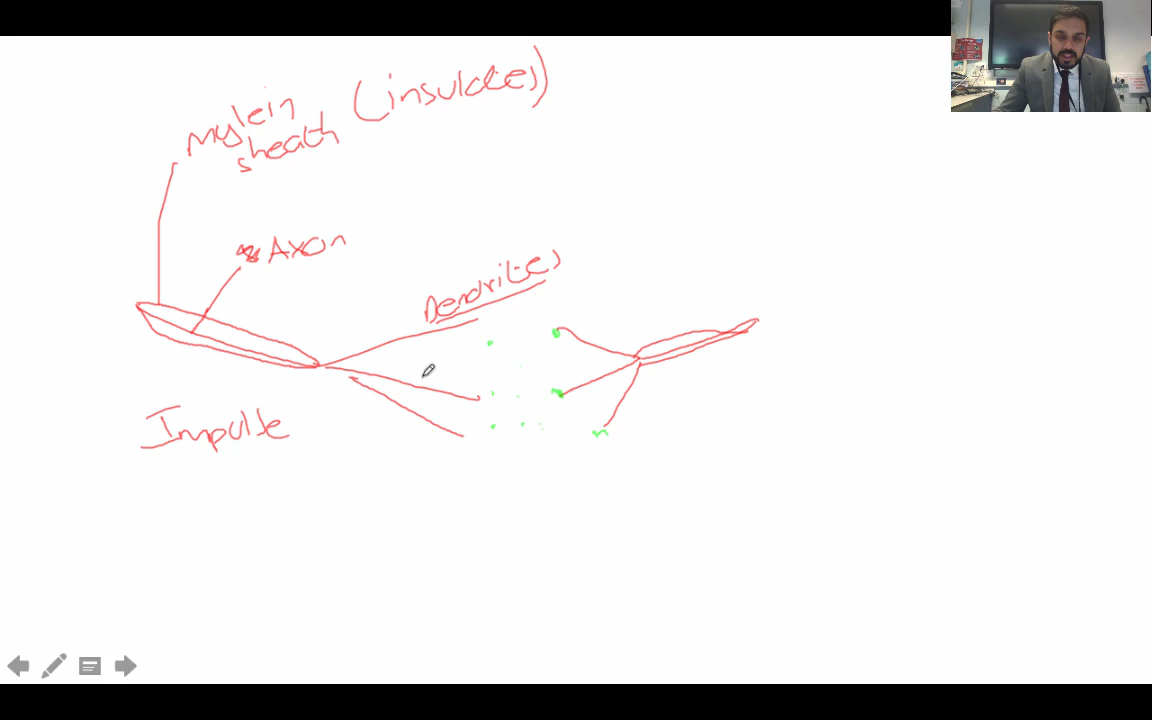 Mylein
sheath (insulates)
Axon
Dendrites
Impulse